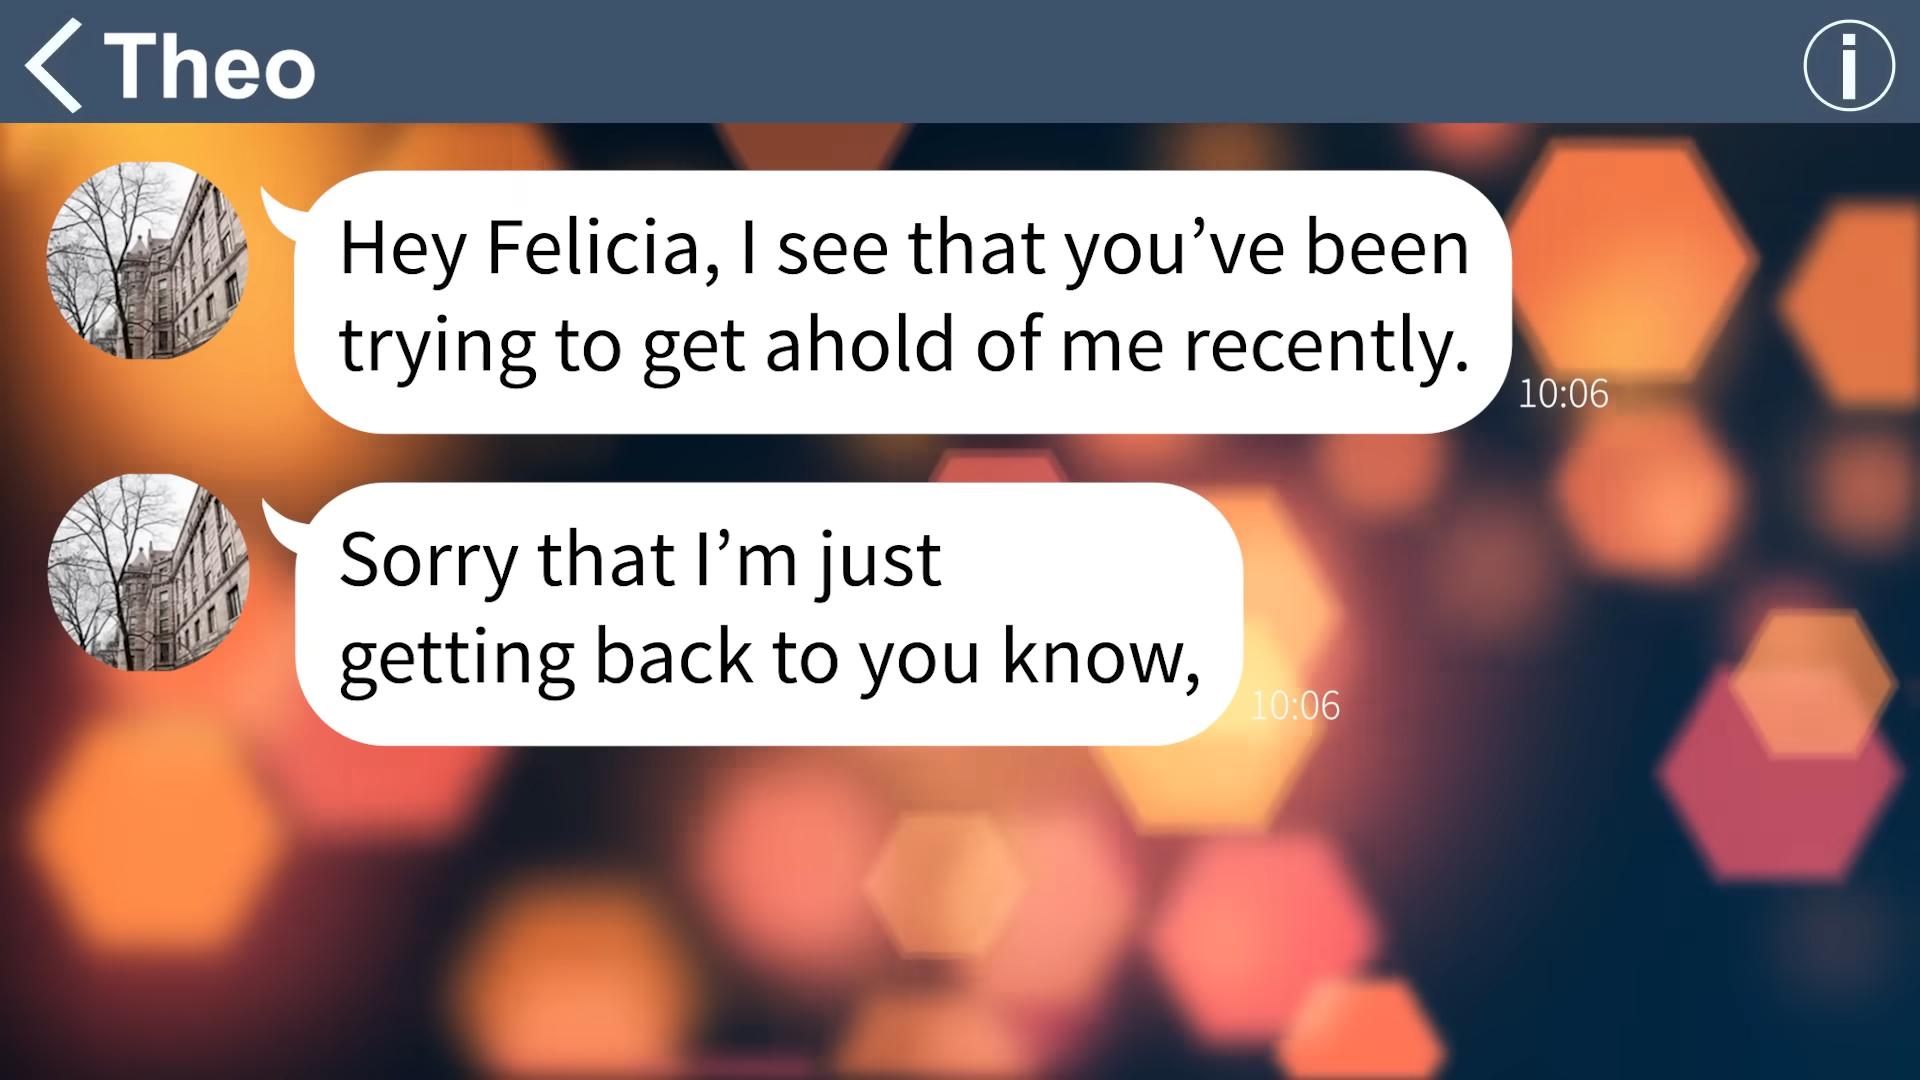 Theo
Hey Felicia, I see that you’ve been
trying to get ahold of me recently.
10:06
Sorry that I’m just
getting back to you know,
10:06